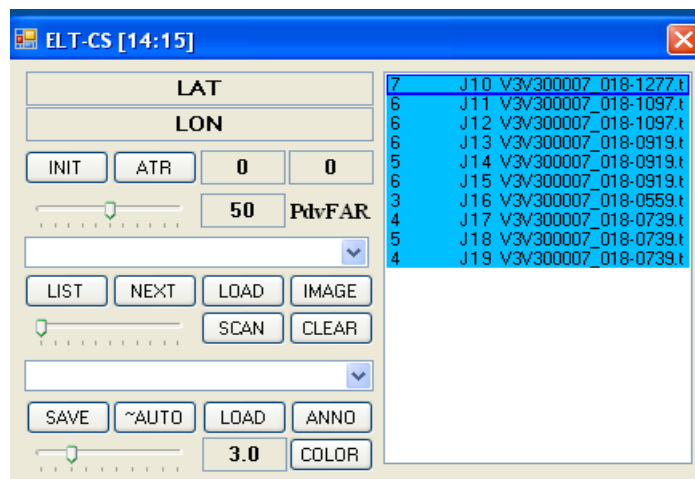 ELT-CS [14:15]
LAT
LON
INIT ATR 0 0
50 PdvFAR
LIST NEXT LOAD IMAGE
SCAN CLEAR
SAVE ~AUTO LOAD ANNO
3.0 COLOR
7 J10 V3V300007_018-1277.t
6 J11 V3V300007_018-1097.t
6 J12 V3V300007_018-1097.t
6 J13 V3V300007_018-0919.t
5 J14 V3V300007_018-0919.t
6 J15 V3V300007_018-0919.t
3 J16 V3V300007_018-0559.t
4 J17 V3V300007_018-0739.t
5 J18 V3V300007_018-0739.t
4 J19 V3V300007_018-0739.t